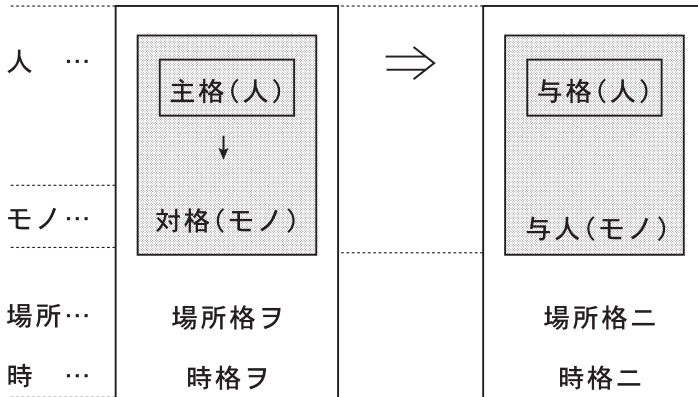 人 … 主格(人) ⇒ 与格(人)
↓
モノ… 対格(モノ) 与人(モノ)
場所… 場所格ヲ 場所格ニ
時 … 時格ヲ 時格ニ